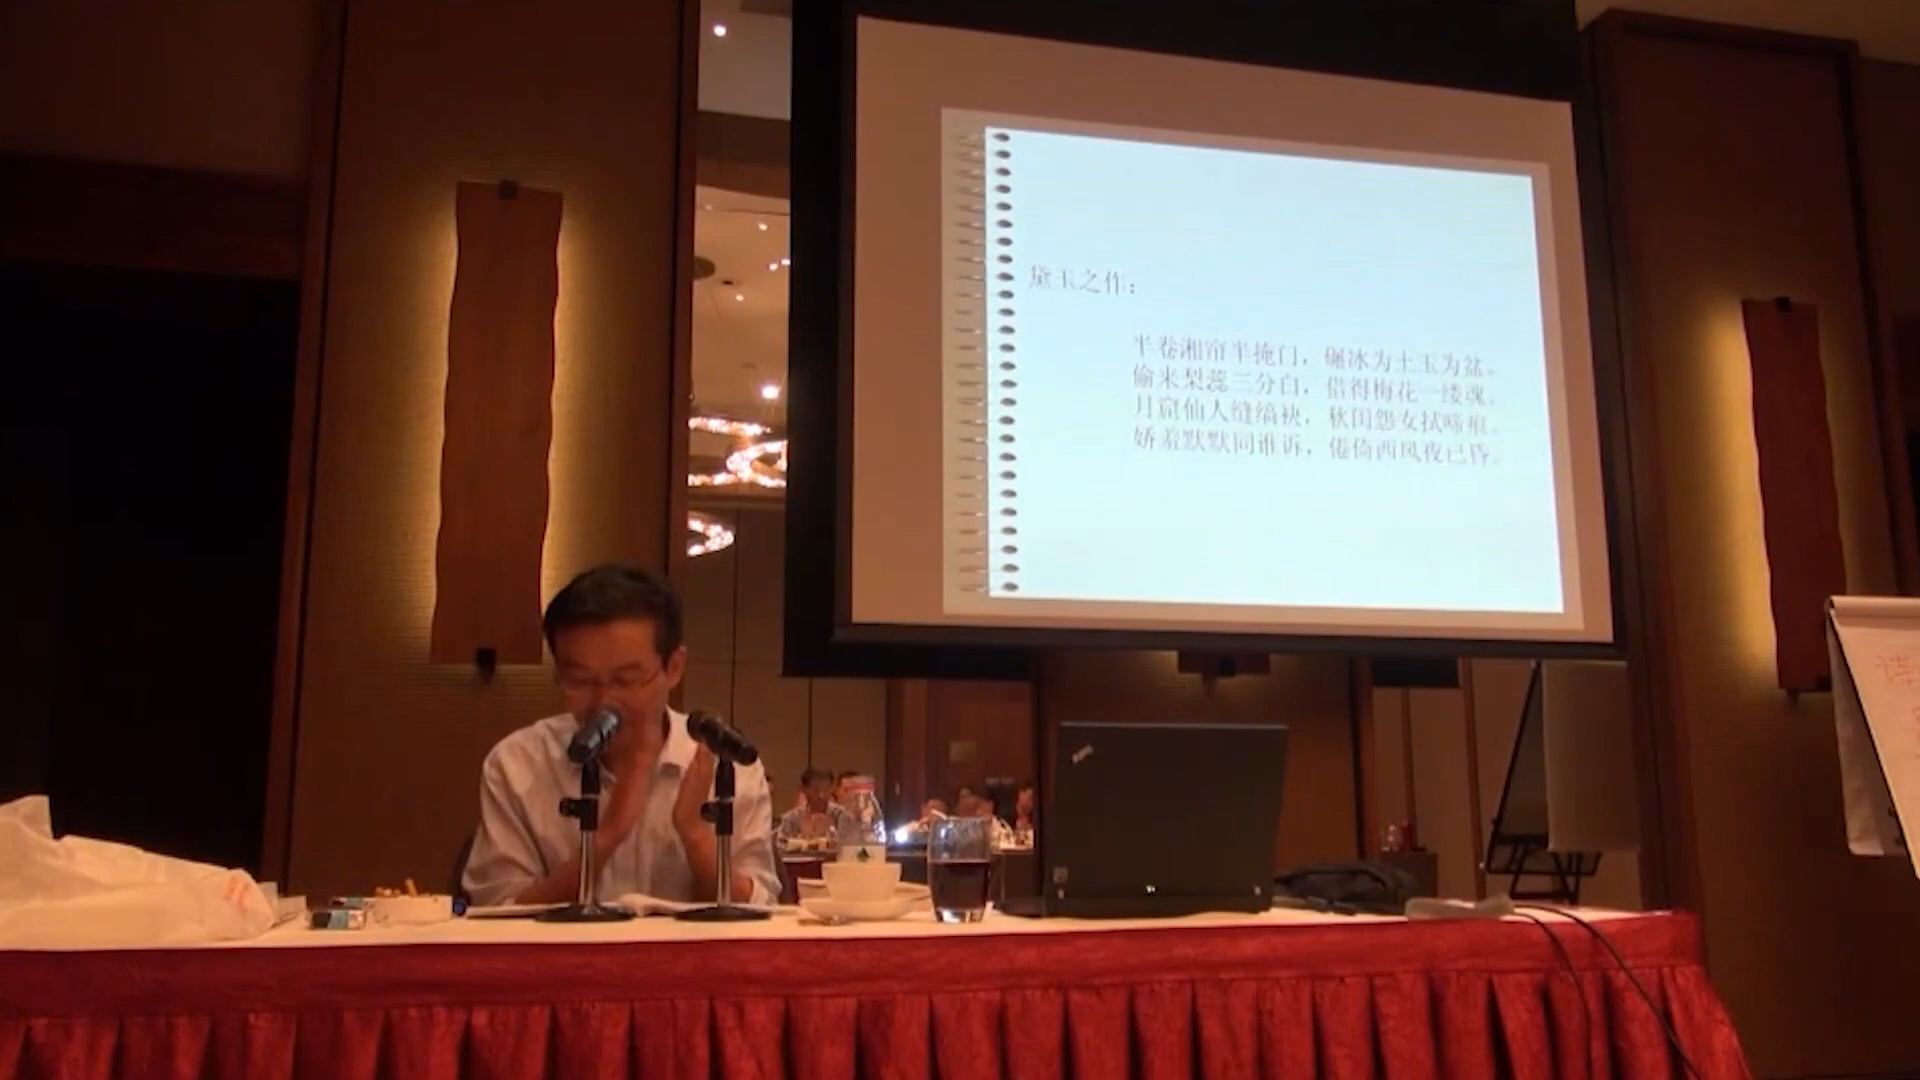 黛玉之作：
半卷湘帘半掩门，碾冰为土玉为盆。
偷来梨蕊三分白，借得梅花一缕魂。
月窟仙人缝缟袂，秋闺怨女拭啼痕。
娇羞默默同谁诉，倦倚西风夜已昏。